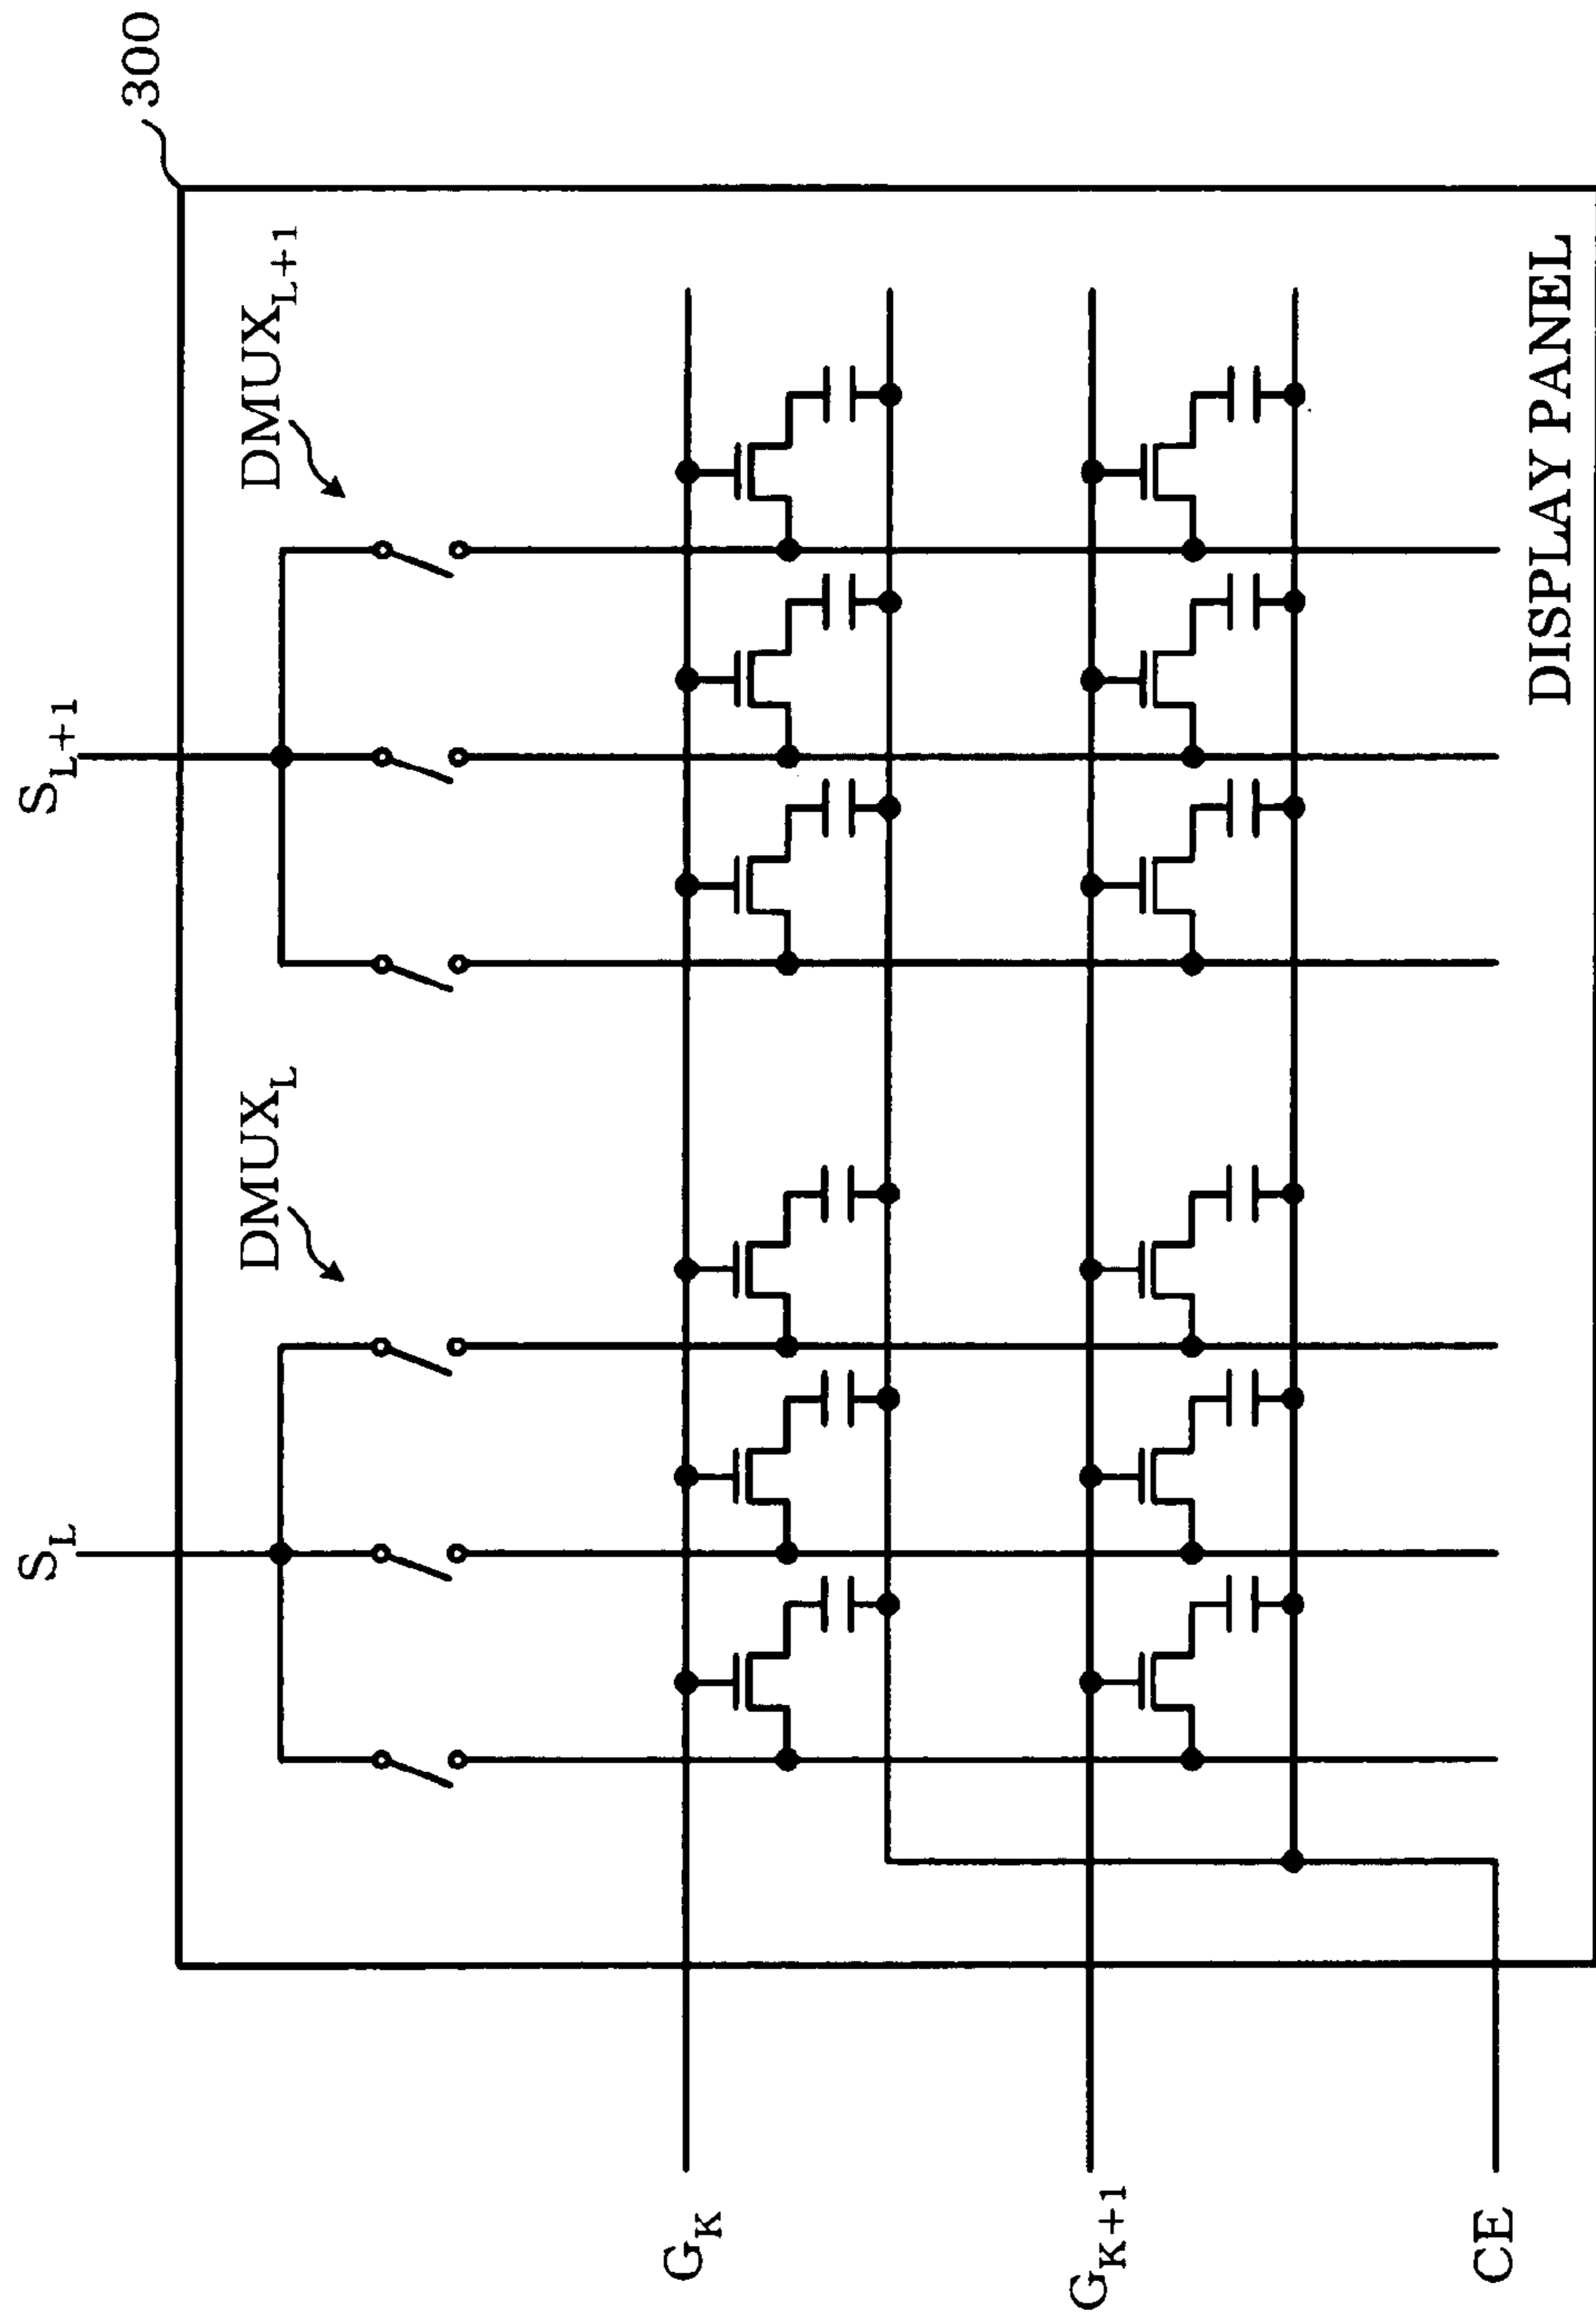 300
S_L
S_{L+1}
DMUX_L
DMUX_{L+1}
G_K
G_{K+1}
CE
DISPLAY PANEL